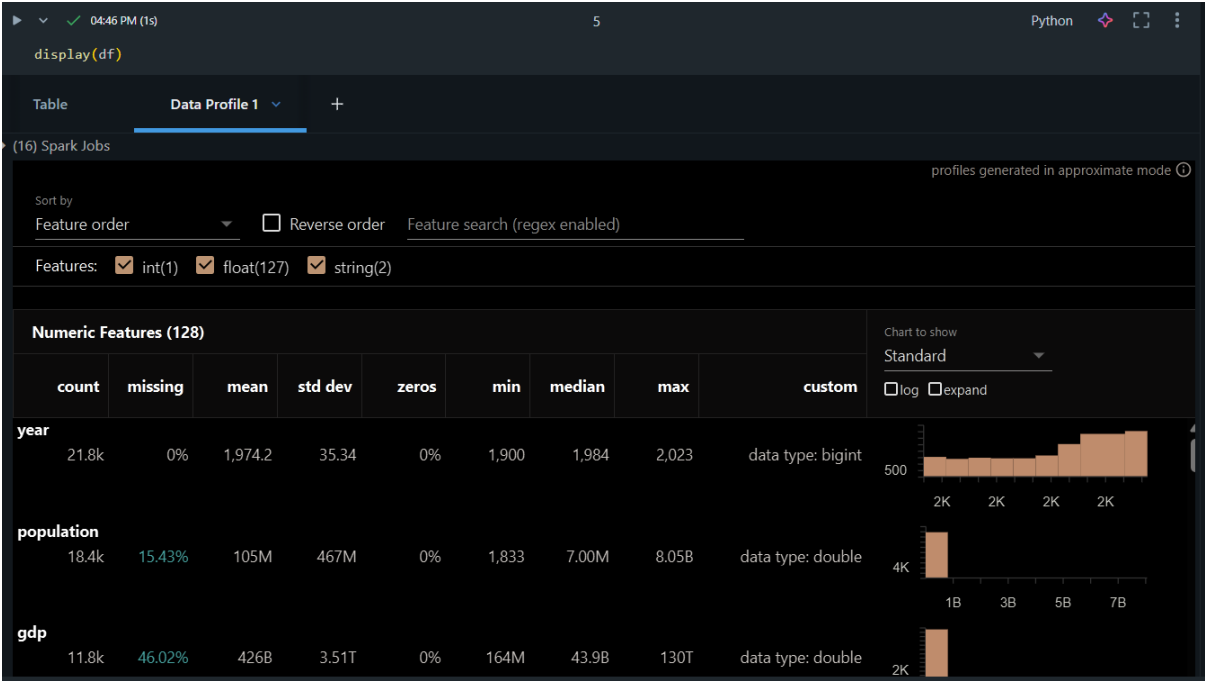 04:46 PM (1s) 5 Python
display(df)
Table Data Profile 1 +
(16) Spark Jobs
profiles generated in approximate mode
Sort by
Feature order Reverse order Feature search (regex enabled)
Features: int(1) float(127) string(2)
Numeric Features (128) Chart to show
Standard
count missing mean std dev zeros min median max custom
log expand
year
21.8k 0% 1,974.2 35.34 0% 1,900 1,984 2,023 data type: bigint
500
2K 2K 2K 2K
population
18.4k 15.43% 105M 467M 0% 1,833 7.00M 8.05B data type: double
4K
1B 3B 5B 7B
gdp
11.8k 46.02% 426B 3.51T 0% 164M 43.9B 130T data type: double
2K